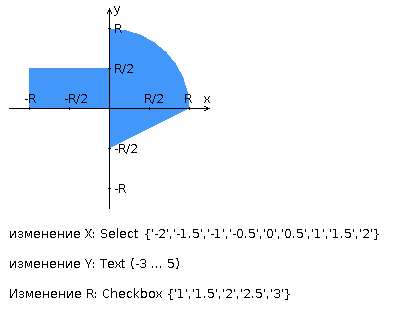 y
R
R/2
-R
-R/2
R/2
R
x
-R/2
-R
изменение X: Select {'-2','-1.5','-1','-0.5','0','0.5','1','1.5','2'}
изменение Y: Text (-3 ... 5)
Изменение R: Checkbox {'1','1.5','2','2.5','3'}